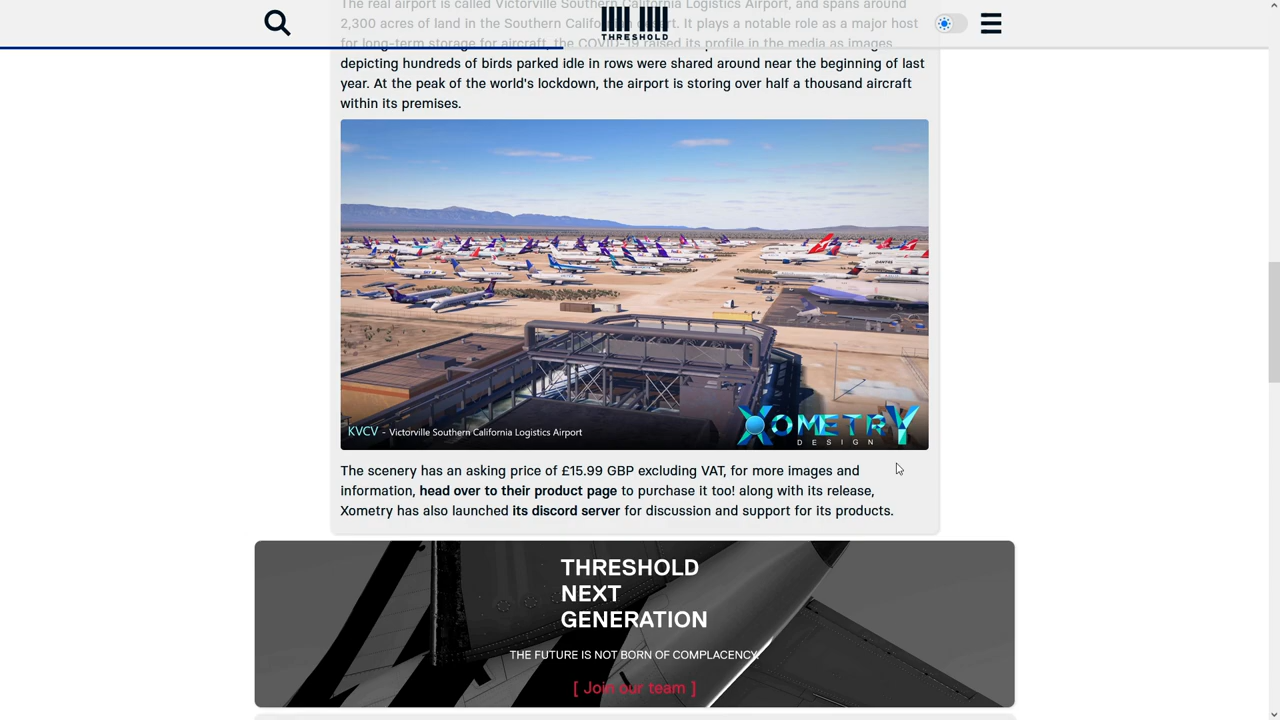 The real airport is called Victorville Southern California Logistics Airport, and spans around
2,300 acres of land in the Southern California desert. It plays a notable role as a major host
for long-term storage for aircraft, the COVID-19 raised its profile in the media as images
THRESHOLD
depicting hundreds of birds parked idle in rows were shared around near the beginning of last
year. At the peak of the world's lockdown, the airport is storing over half a thousand aircraft
within its premises.
KVCV - Victorville Southern California Logistics Airport
XOMETRY
DESIGN
The scenery has an asking price of £15.99 GBP excluding VAT, for more images and
information, head over to their product page to purchase it too! along with its release,
Xometry has also launched its discord server for discussion and support for its products.
THRESHOLD
NEXT
GENERATION
THE FUTURE IS NOT BORN OF COMPLACENCY.
[ Join our team ]